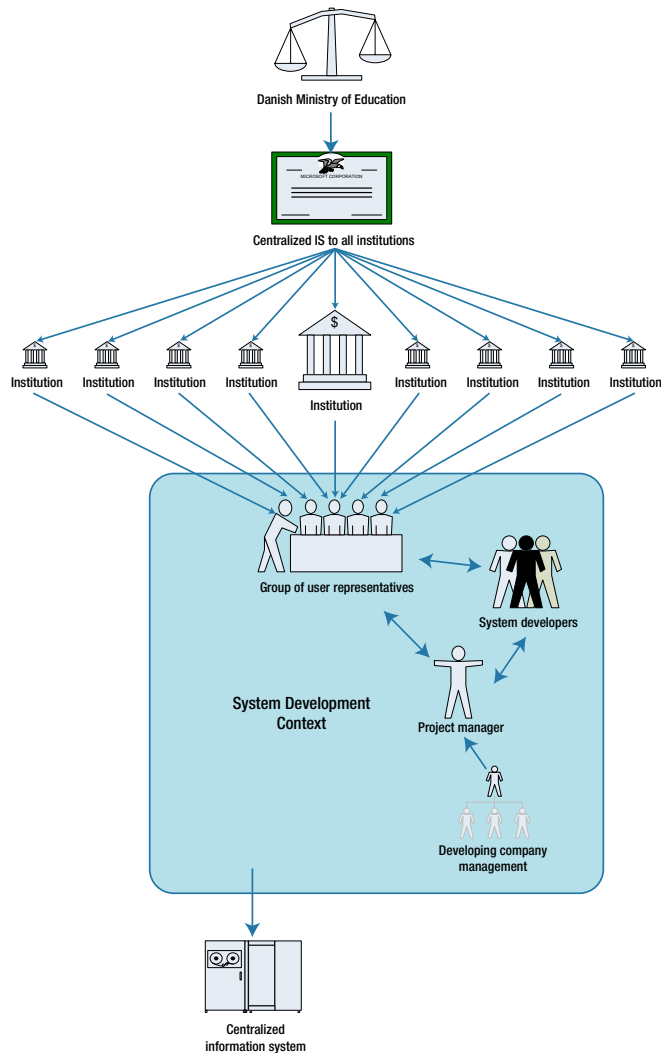 Danish Ministry of Education
MICROSOFT CORPORATION
Centralized IS to all institutions
$
$ $ $ $ $ $ $ $
Institution Institution Institution Institution Institution Institution Institution Institution
Institution
Group of user representatives
System developers
System Development
Context
Project manager
Developing company
management
Centralized
information system